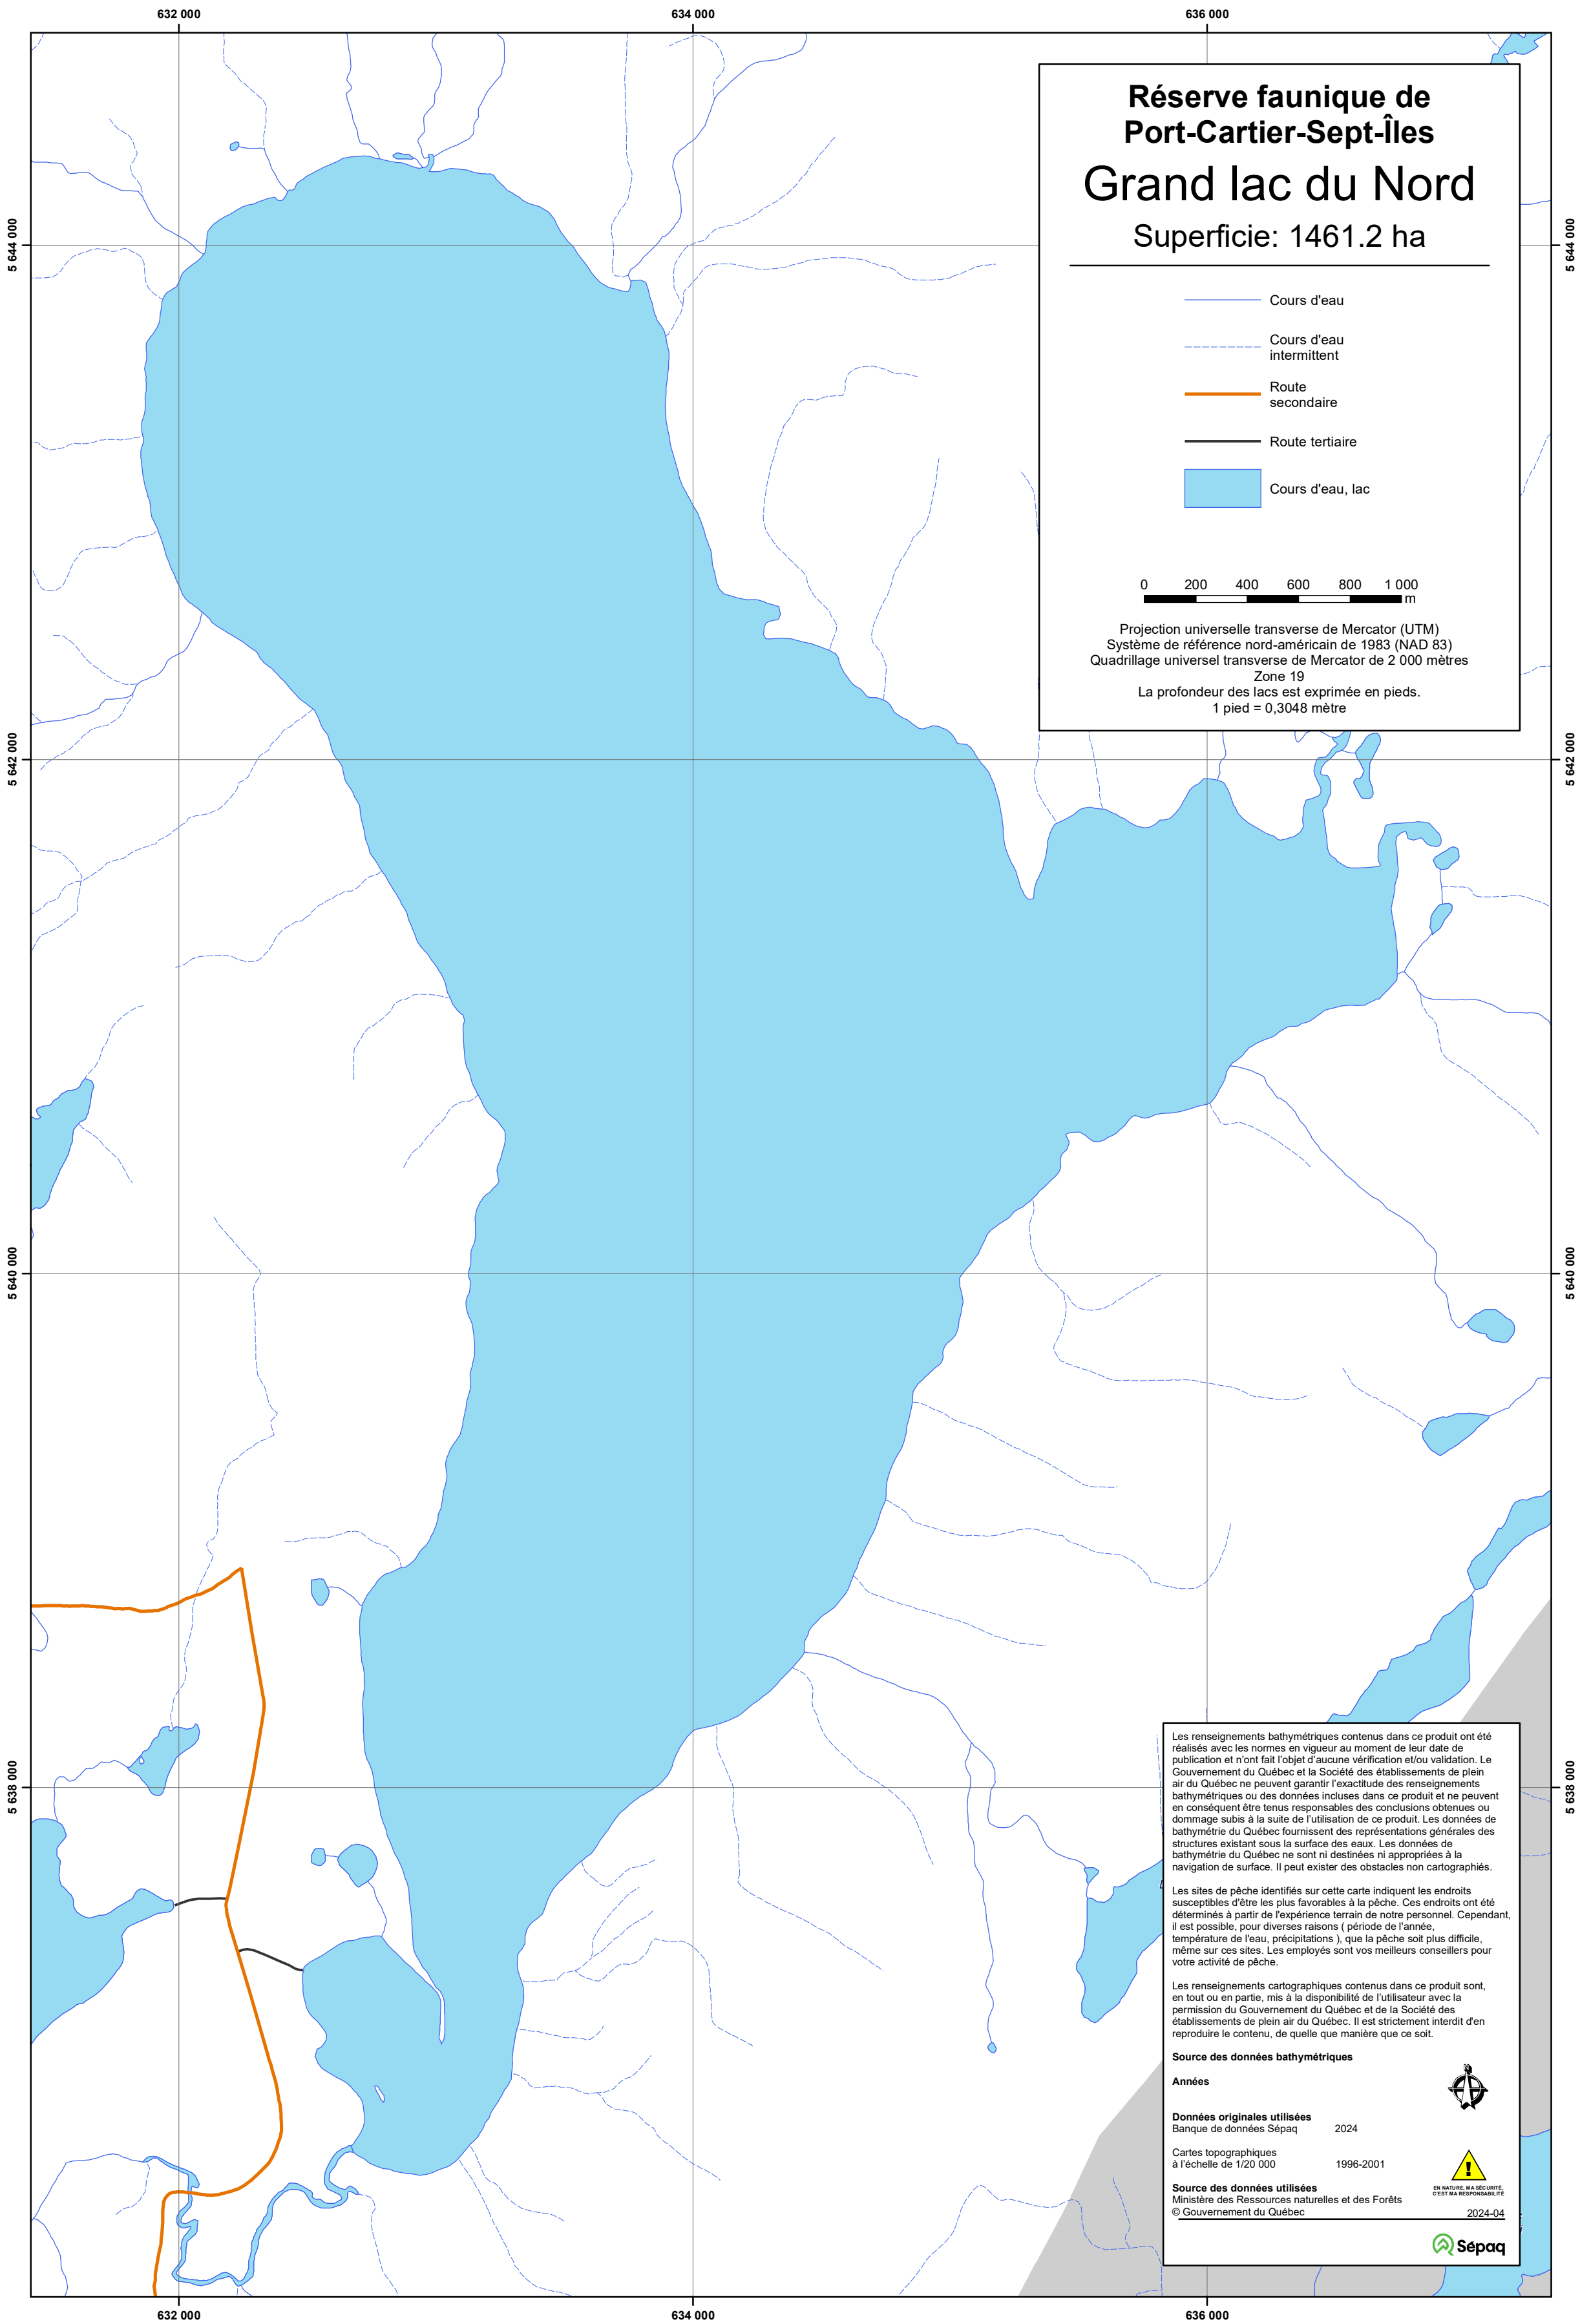 632 000
634 000
636 000
Réserve faunique de
Port-Cartier-Sept-Îles
Grand lac du Nord
Superficie: 1461.2 ha
Cours d'eau
Cours d'eau
intermittent
Route
secondaire
Route tertiaire
Cours d'eau, lac
0 200 400 600 800 1 000
m
Projection universelle transverse de Mercator (UTM)
Système de référence nord-américain de 1983 (NAD 83)
Quadrillage universel transverse de Mercator de 2 000 mètres
Zone 19
La profondeur des lacs est exprimée en pieds.
1 pied = 0,3048 mètre
5 644 000
5 644 000
5 642 000
5 642 000
5 640 000
5 640 000
5 638 000
5 638 000
Les renseignements bathymétriques contenus dans ce produit ont été
réalisés avec les normes en vigueur au moment de leur date de
publication et n'ont fait l'objet d'aucune vérification et/ou validation. Le
Gouvernement du Québec et la Société des établissements de plein
air du Québec ne peuvent garantir l'exactitude des renseignements
bathymétriques ou des données incluses dans ce produit et ne peuvent
en conséquent être tenus responsables des conclusions obtenues ou
dommage subis à la suite de l'utilisation de ce produit. Les données de
bathymétrie du Québec fournissent des représentations générales des
structures existant sous la surface des eaux. Les données de
bathymétrie du Québec ne sont ni destinées ni appropriées à la
navigation de surface. Il peut exister des obstacles non cartographiés.
Les sites de pêche identifiés sur cette carte indiquent les endroits
susceptibles d'être les plus favorables à la pêche. Ces endroits ont été
déterminés à partir de l'expérience terrain de notre personnel. Cependant,
il est possible, pour diverses raisons ( période de l'année,
température de l'eau, précipitations ), que la pêche soit plus difficile,
même sur ces sites. Les employés sont vos meilleurs conseillers pour
votre activité de pêche.
Les renseignements cartographiques contenus dans ce produit sont,
en tout ou en partie, mis à la disponibilité de l'utilisateur avec la
permission du Gouvernement du Québec et de la Société des
établissements de plein air du Québec. Il est strictement interdit d'en
reproduire le contenu, de quelle que manière que ce soit.
Source des données bathymétriques
Années
Données originales utilisées
Banque de données Sépaq 2024
Cartes topographiques
à l'échelle de 1/20 000 1996-2001
Source des données utilisées
Ministère des Ressources naturelles et des Forêts
© Gouvernement du Québec
EN NATURE, MA SÉCURITÉ,
C'EST MA RESPONSABILITÉ
2024-04
Sépaq
632 000
634 000
636 000